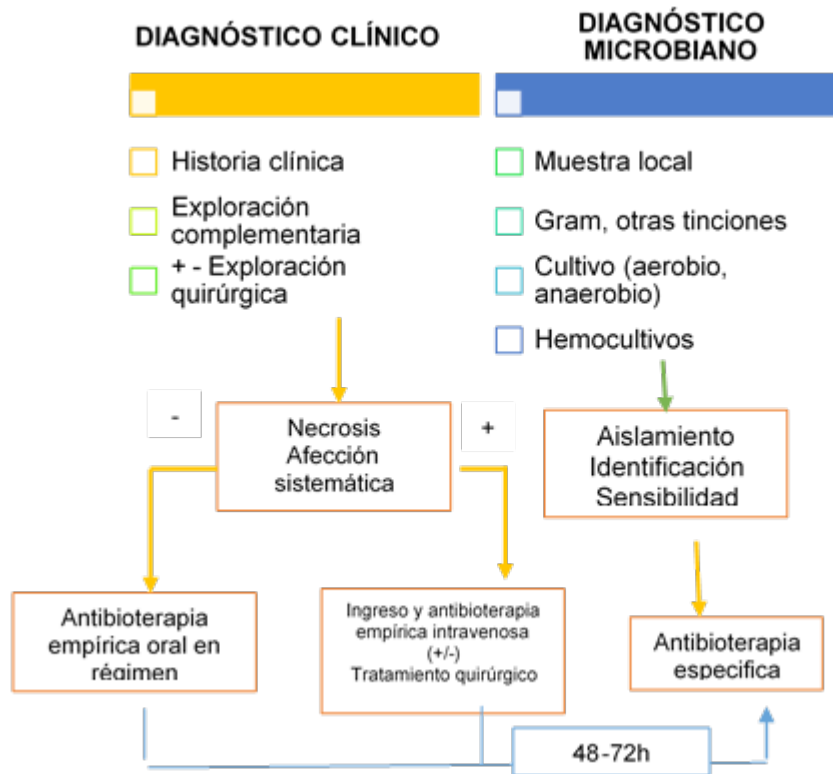 DIAGNÓSTICO CLÍNICO
Historia clínica
Exploración
complementaria
+ - Exploración
quirúrgica
DIAGNÓSTICO
MICROBIANO
Muestra local
Gram, otras tinciones
Cultivo (aerobio,
anaerobio)
Hemocultivos
-
Necrosis
Afección
sistemática
+
Aislamiento
Identificación
Sensibilidad
Antibioterapia
empírica oral en
régimen
Ingreso y antibioterapia
empírica intravenosa
(+/-)
Tratamiento quirúrgico
Antibioterapia
especifica
48-72h